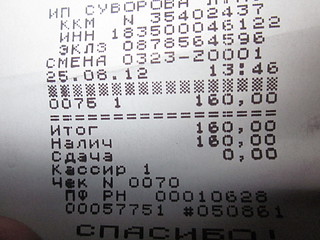 ИП СУВОРОВА
ККМ N 35402437
ИНН 183500046122
ЭКЛЗ 0878564596
СМЕНА 0323-20001
25.08.12 13:46
0075 1 160,00
Итог 160,00
Налич 160,00
Сдача 0,00
Кассир 1
Чек N 0070
ПФ РН 00010628
00057751 #050861
СПАСИБО!